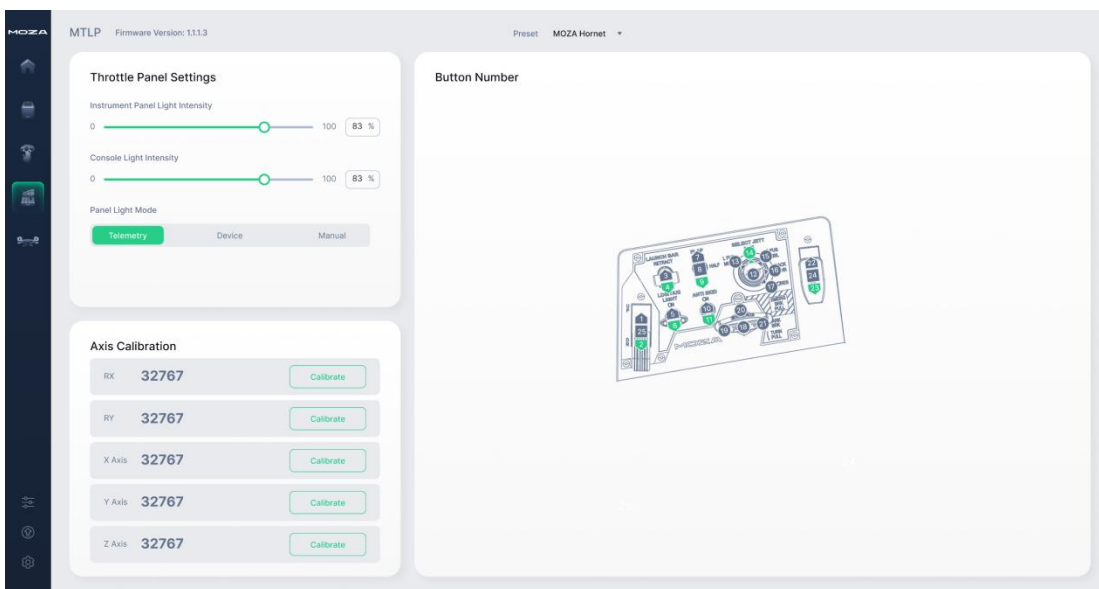 MOZA
MTLP Firmware Version: 1.1.1.3
Preset MOZA Hornet
Throttle Panel Settings
Instrument Panel Light Intensity
0 100 83 %
Console Light Intensity
0 100 83 %
Panel Light Mode
Telemetry Device Manual
Axis Calibration
RX 32767 Calibrate
RY 32767 Calibrate
X Axis 32767 Calibrate
Y Axis 32767 Calibrate
Z Axis 32767 Calibrate
Button Number
SELECT JETT
LAUNCH BAR
RETRACT
HALF
14
7
8
9
13
15
12
16
17
3
4
ANTI SKID
ON
LIGHT
ON
10
11
5
6
1
25
2
20
19
18
21
22
24
23
MOZA